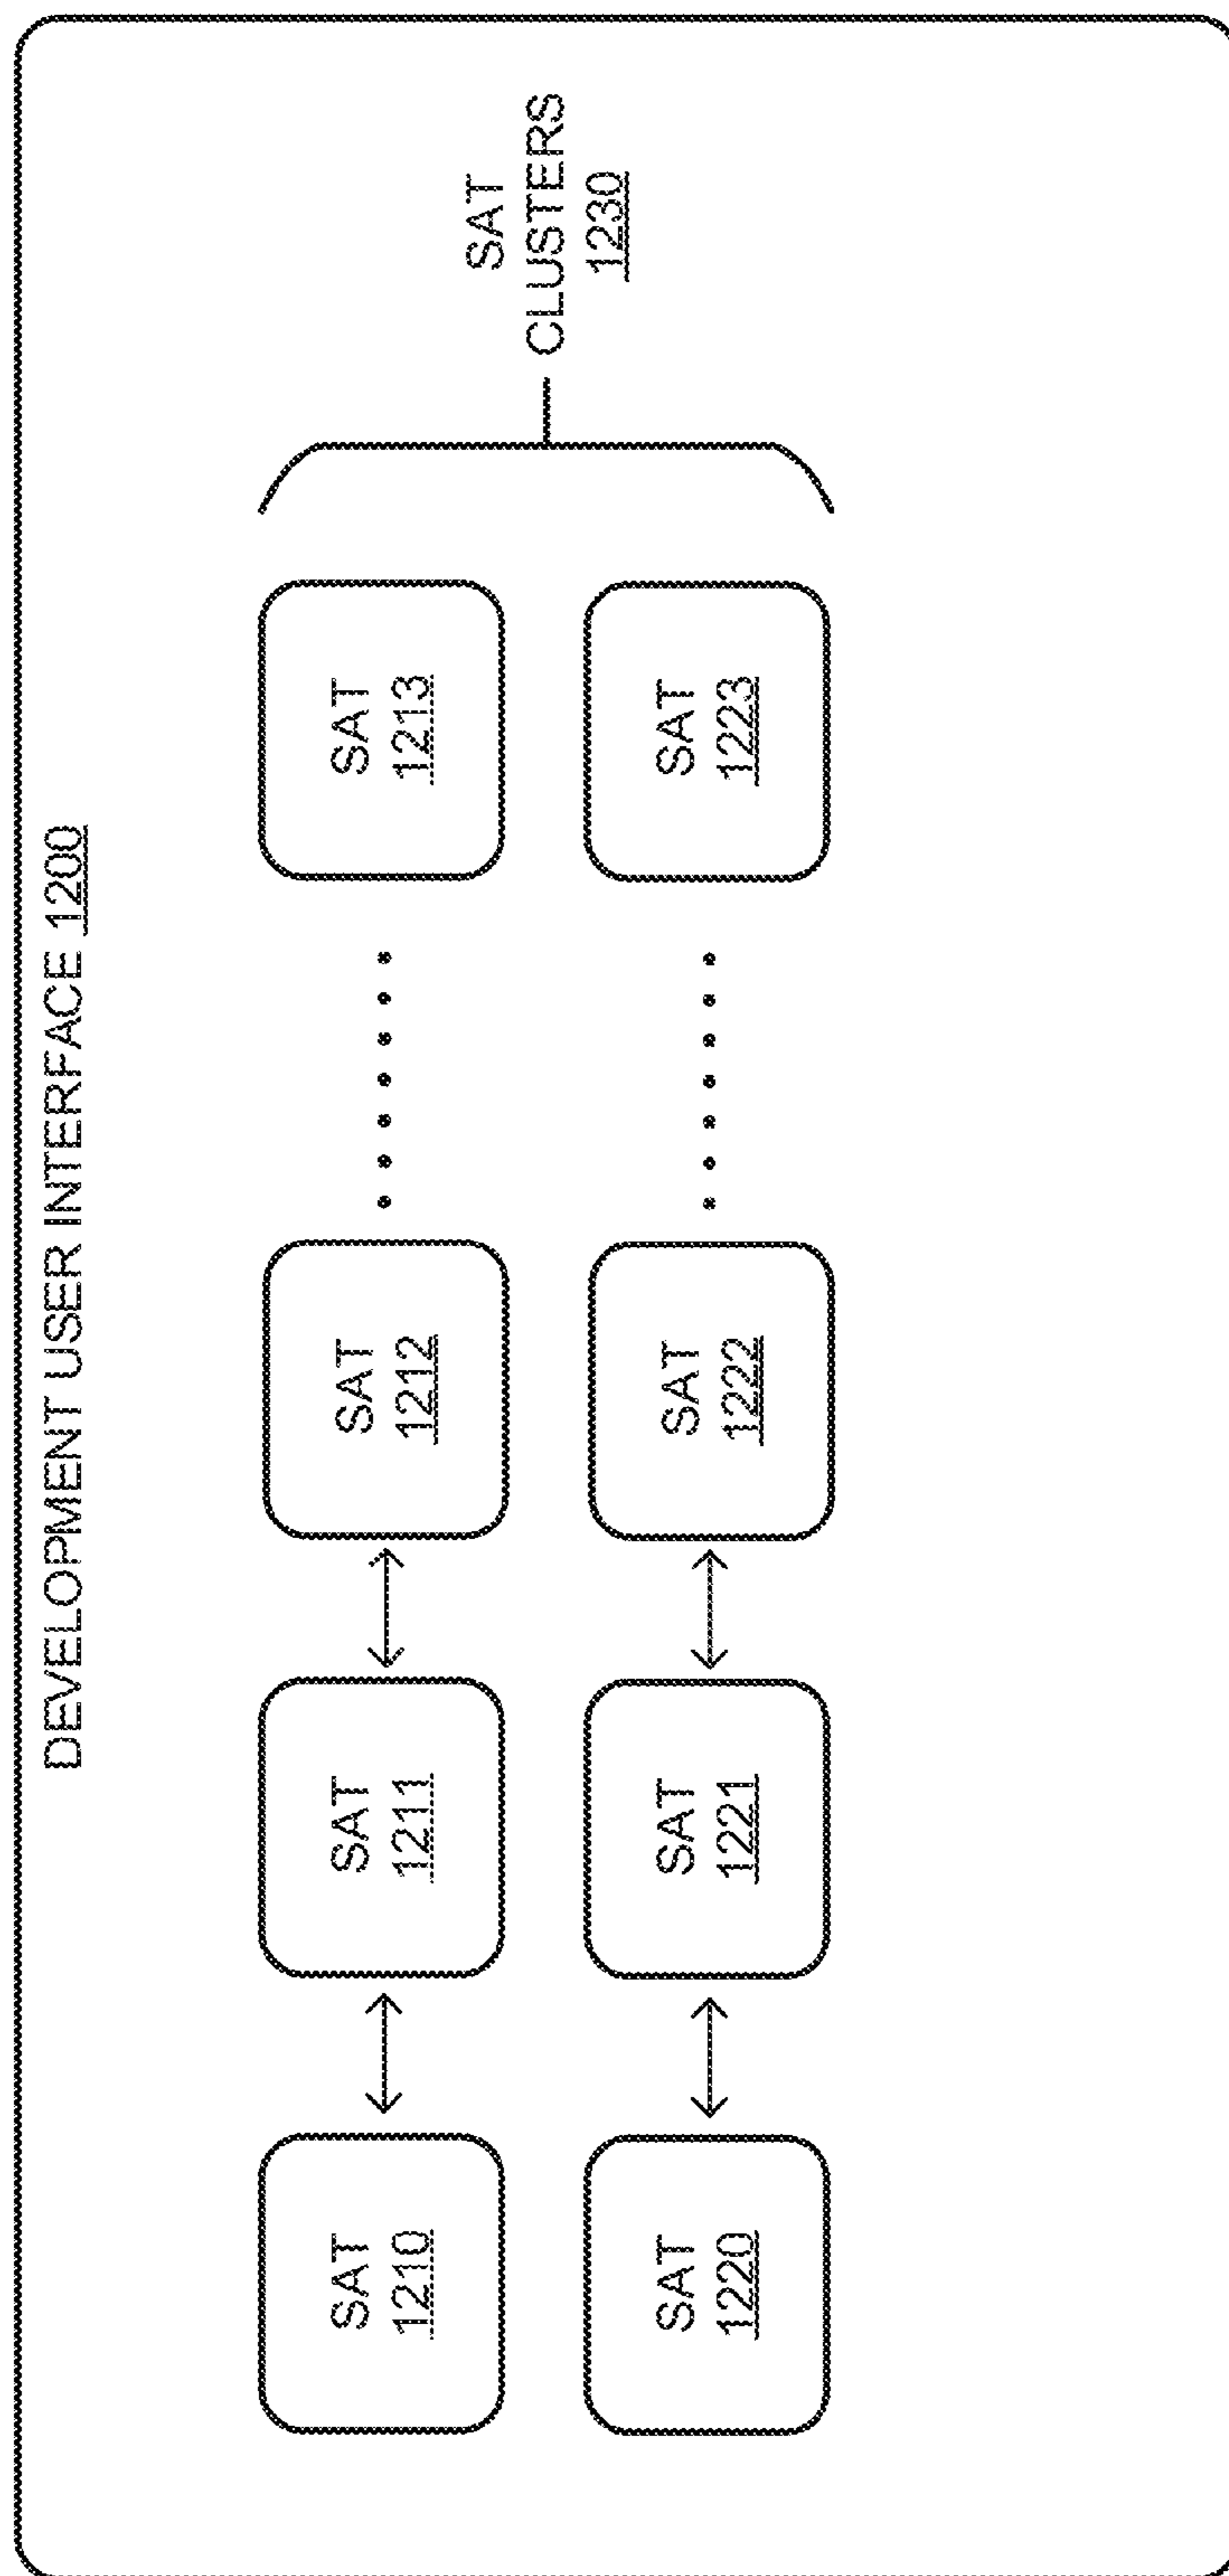 DEVELOPMENT USER INTERFACE 1200
SAT
1210
SAT
1211
SAT
1212
SAT
1213
SAT
1220
SAT
1221
SAT
1222
SAT
1223
SAT
CLUSTERS
1230